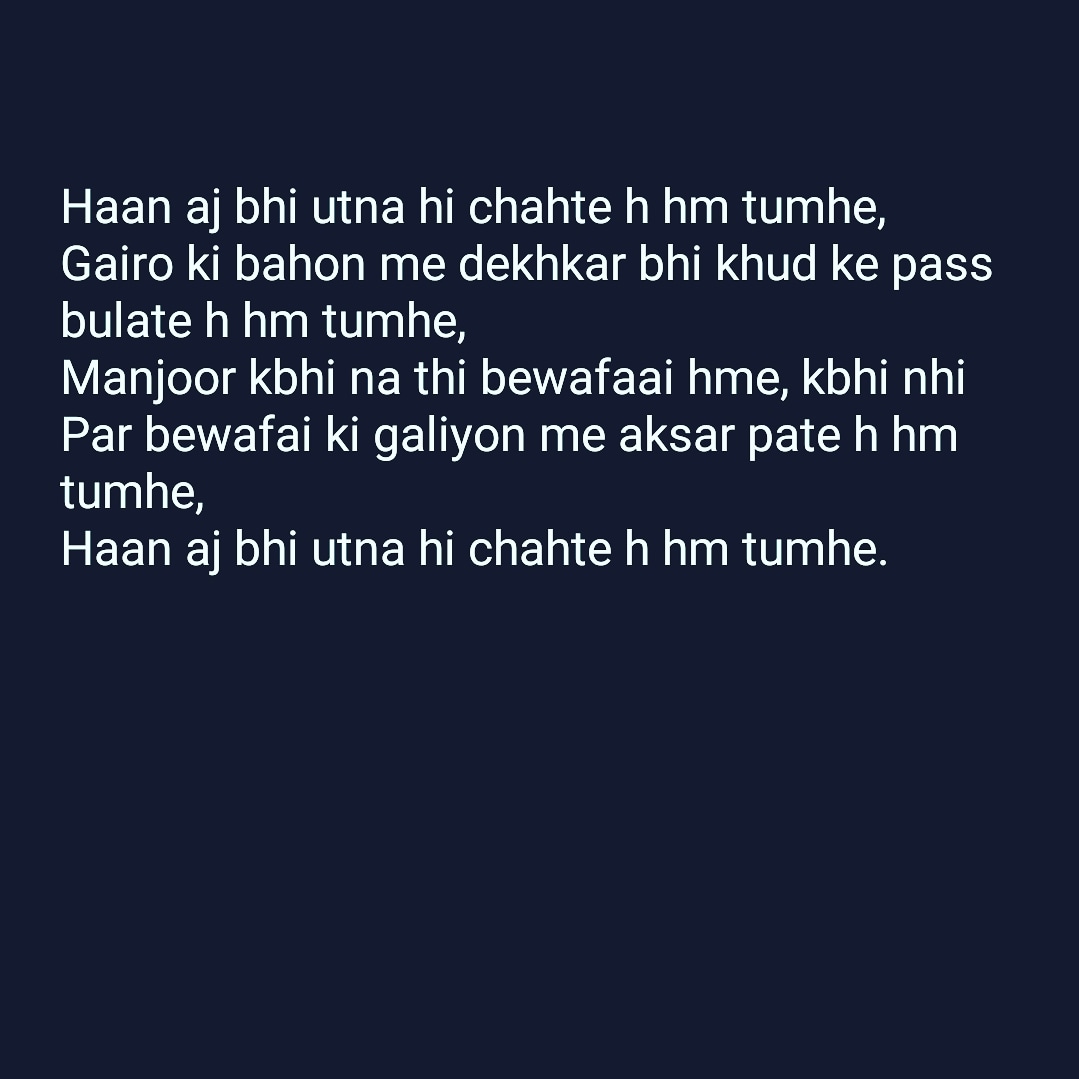 Haan aj bhi utna hi chahte h hm tumhe,
Gairo ki bahon me dekhkar bhi khud ke pass
bulate h hm tumhe,
Manjoor kbhi na thi bewafaai hme, kbhi nhi
Par bewafai ki galiyon me aksar pate h hm
tumhe,
Haan aj bhi utna hi chahte h hm tumhe.